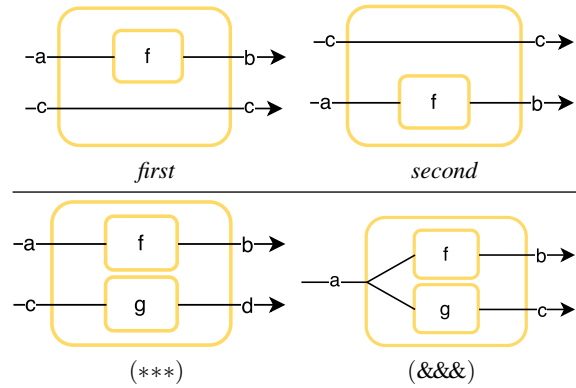 a f b
c c
first
c c
a f b
second
a f b
c g d
(***)
a f b
g c
(&&&)